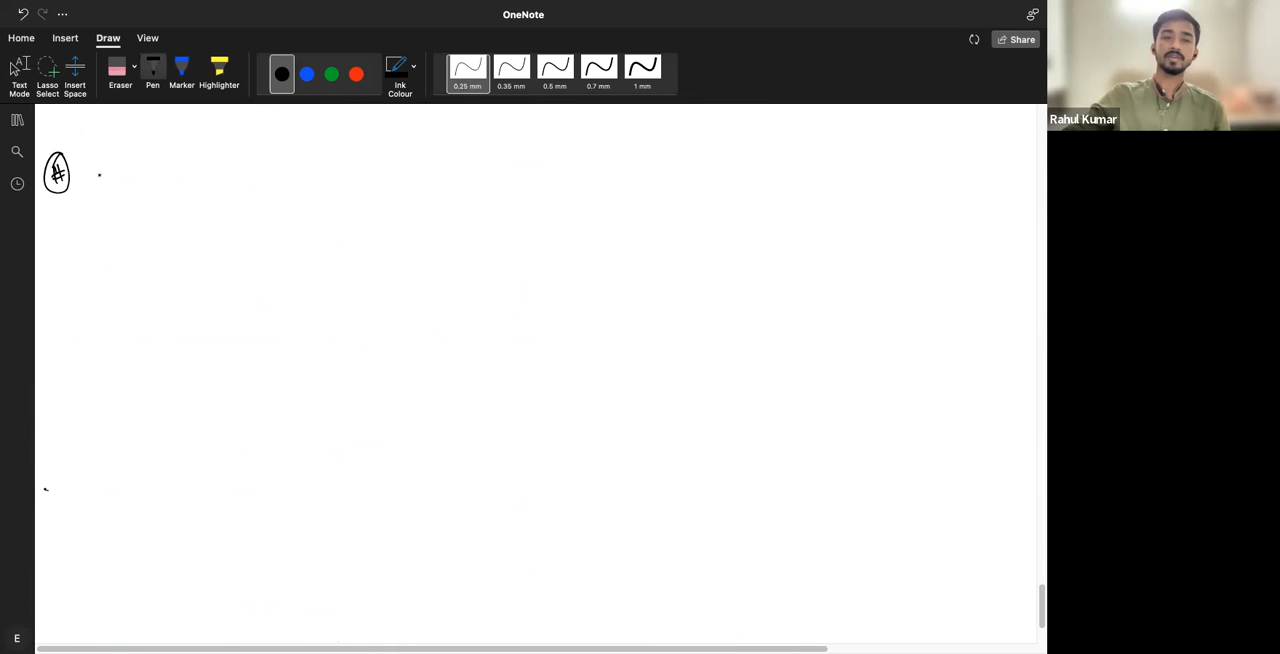 OneNote
Home Insert Draw View
Share
Text Mode
Lasso Select
Insert Space
Eraser
Pen
Marker
Highlighter
Ink Colour
0.25 mm
0.35 mm
0.5 mm
0.7 mm
1 mm
Rahul Kumar
#
E